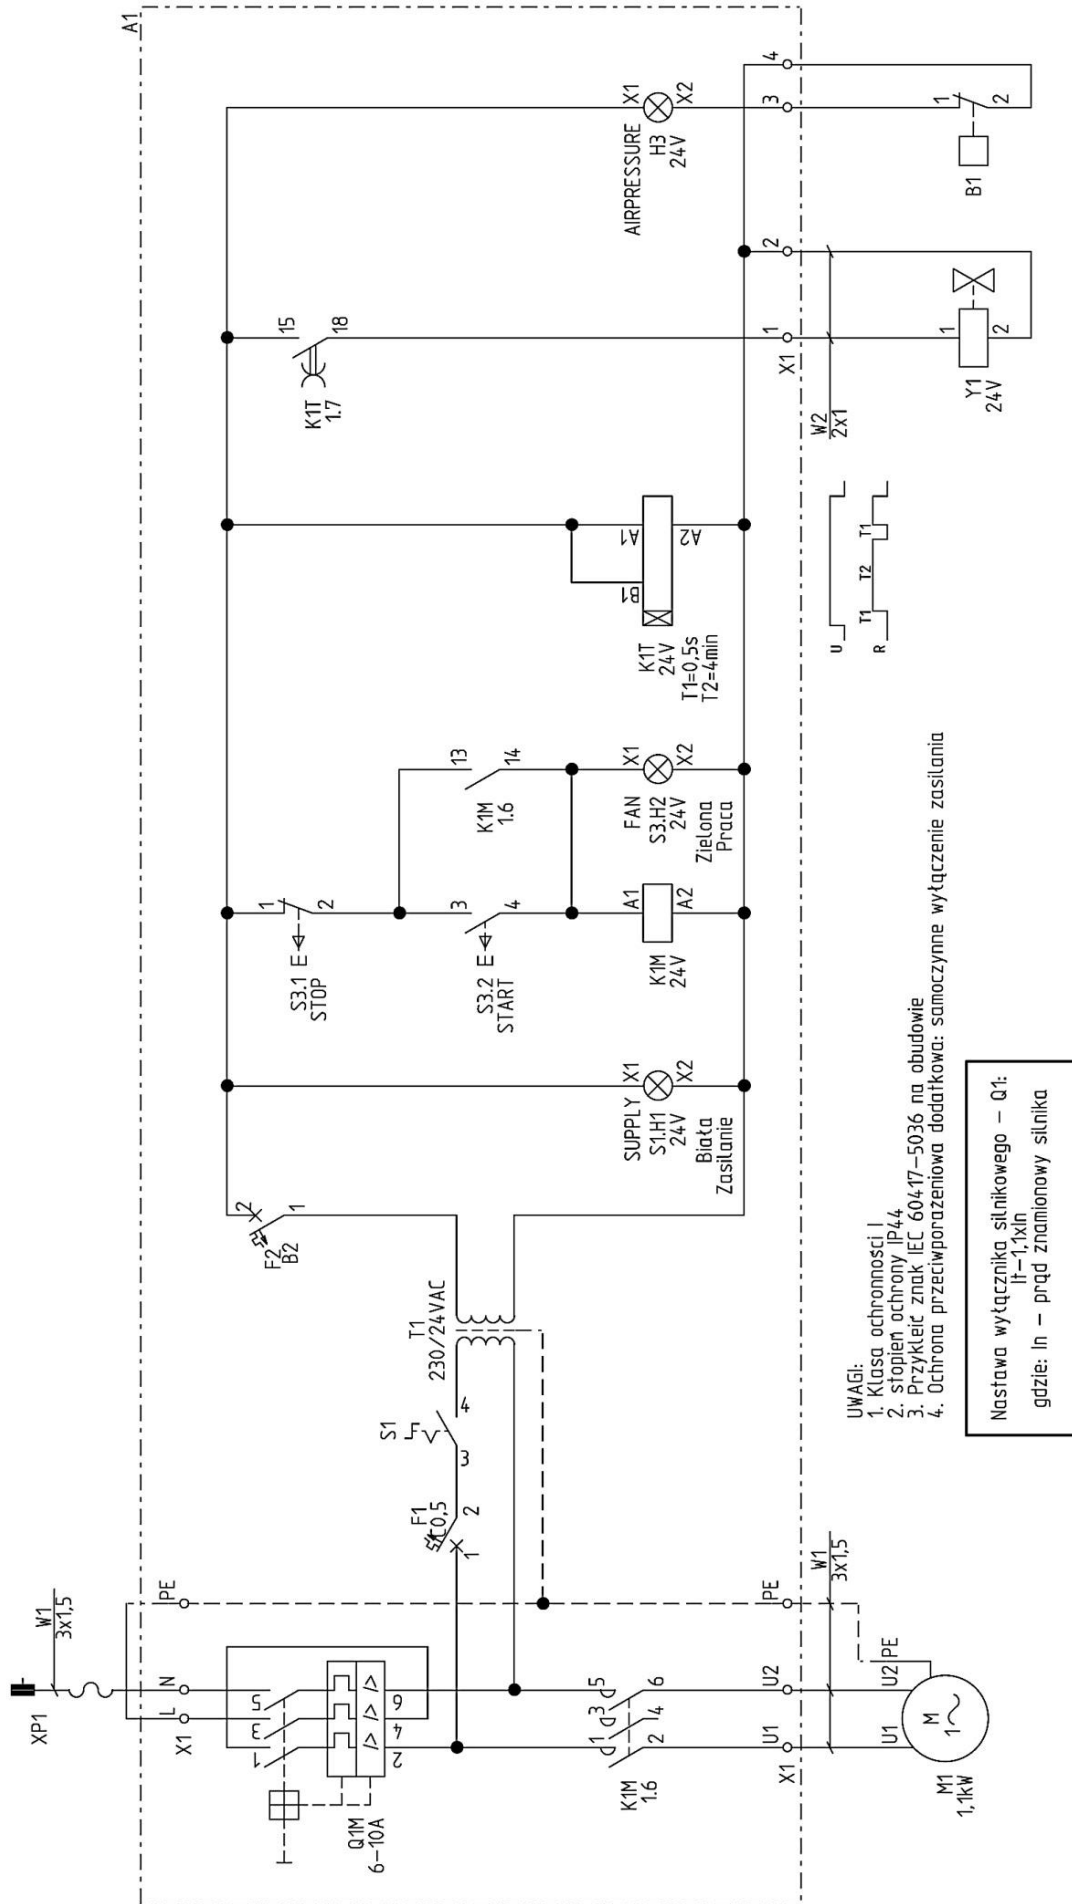 A1
XP1
W1
3x1,5
X1
L
N
PE
1
3
5
2
4
6
Q1M
6-10A
I>
I>
I>
K1M
1.6
1
3
5
2
4
6
X1
U1
U2
PE
W1
3x1,5
U1
U2
PE
M
1~
M1
1,1kW
F1
C0,5
1
2
S1
3
4
T1
230/24VAC
F2
B2
2
1
SUPPLY
S1.H1
24V
Biała
Zasilanie
X1
X2
S3.1
STOP
1
2
S3.2
START
3
4
K1M
24V
A1
A2
K1M
1.6
13
14
FAN
S3.H2
24V
Zielona
Praca
X1
X2
K1T
24V
T1=0,5s
T2=4min
B1
A1
A2
K1T
1.7
15
18
AIRPRESSURE
H3
24V
X1
X2
X1
1
2
3
4
W2
2x1
Y1
24V
1
2
B1
1
2
U
R
T1
T2
T1
UWAGI:
1. Klasa ochronności I
2. stopień ochrony IP44
3. Przykleić znak IEC 60417-5036 na obudowie
4. Ochrona przeciwporażeniowa dodatkowa: samoczynne wyłączenie zasilania
Nastawa wyłącznika silnikowego - Q1:
It-1,1xIn
gdzie: In - prąd znamionowy silnika